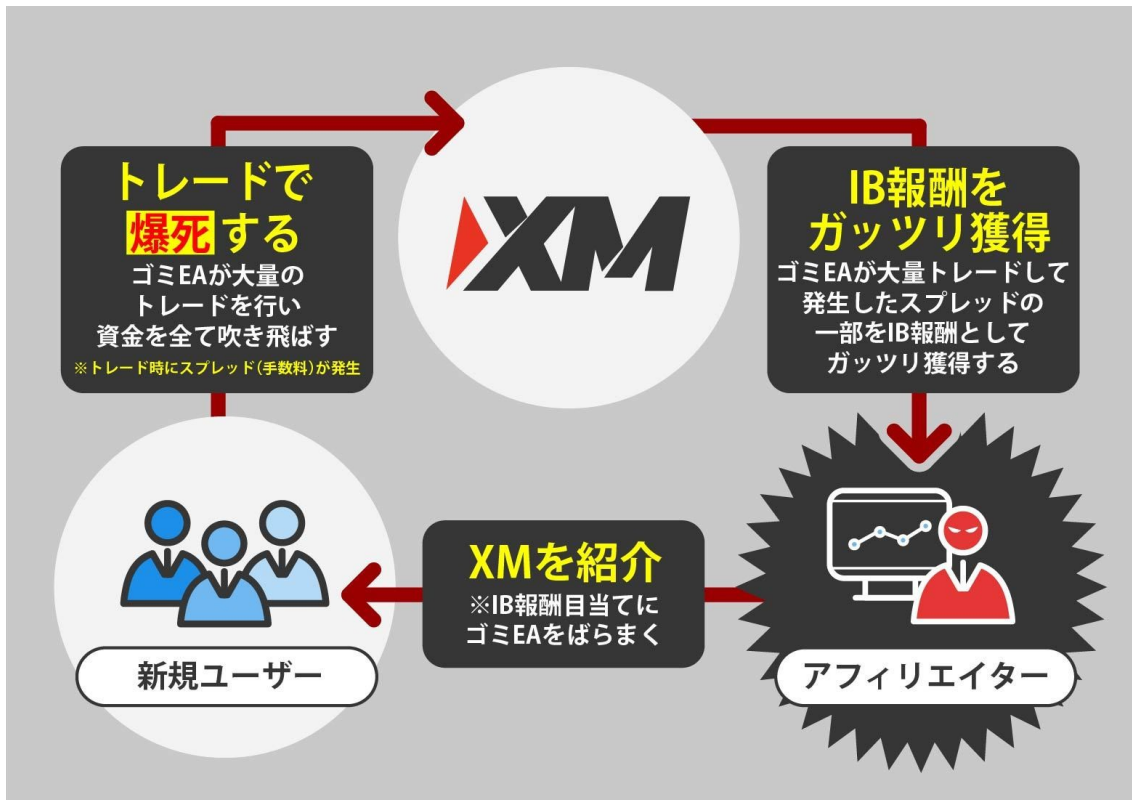 トレードで
爆死する
ゴミEAが大量の
トレードを行い
資金を全て吹き飛ばす
※トレード時にスプレッド(手数料)が発生
XM
IB報酬を
ガッツリ獲得
ゴミEAが大量トレードして
発生したスプレッドの
一部をIB報酬として
ガッツリ獲得する
XMを紹介
※IB報酬目当てに
ゴミEAをばらまく
新規ユーザー
アフィリエイター